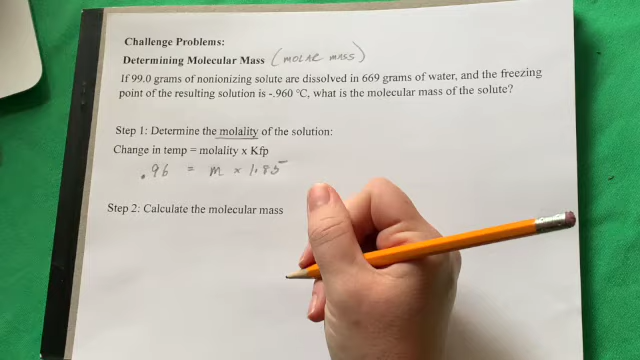 Challenge Problems:
Determining Molecular Mass (MOLAR MASS)
If 99.0 grams of nonionizing solute are dissolved in 669 grams of water, and the freezing
point of the resulting solution is -.960 °C, what is the molecular mass of the solute?
Step 1: Determine the molality of the solution:
Change in temp = molality x Kfp
.96 = m x 1.85
Step 2: Calculate the molecular mass